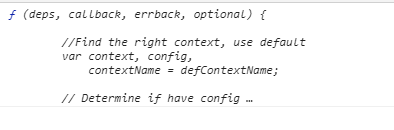 f (deps, callback, errback, optional) {
//Find the right context, use default
var context, config,
contextName = defContextName;
// Determine if have config …